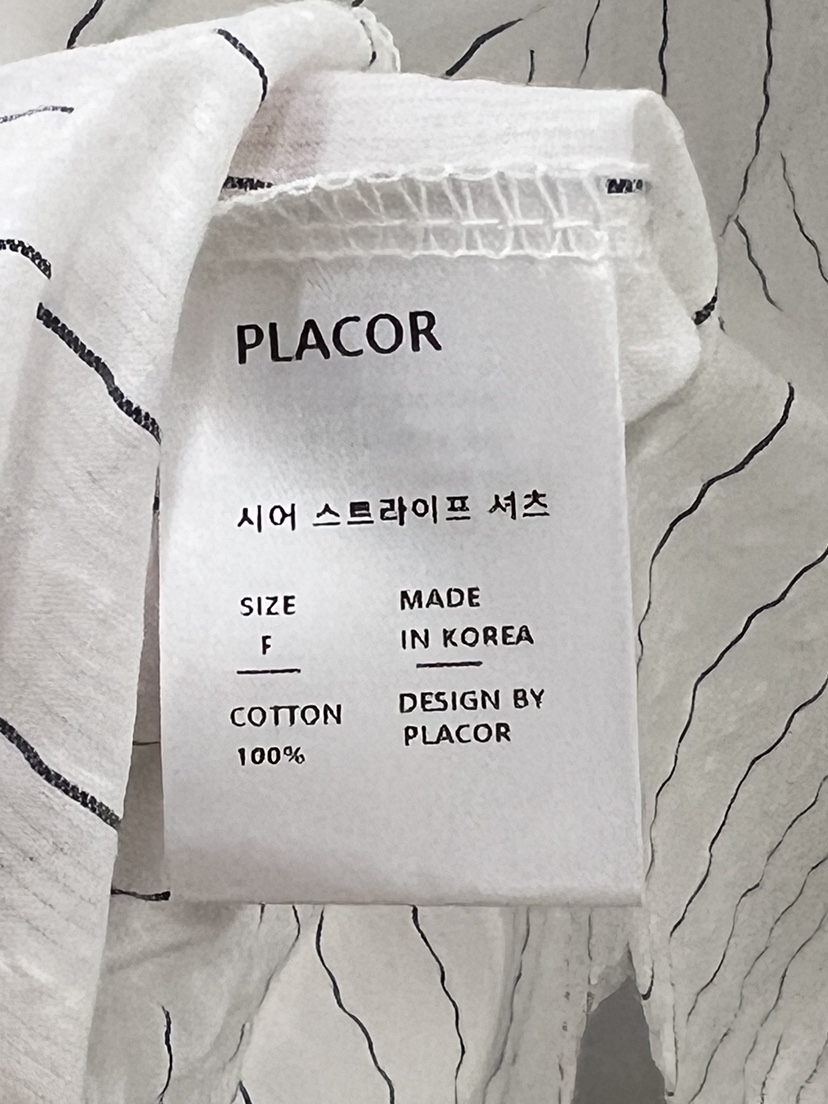 PLACOR
시어 스트라이프 셔츠
SIZE
F
COTTON
100%
MADE
IN KOREA
DESIGN BY
PLACOR